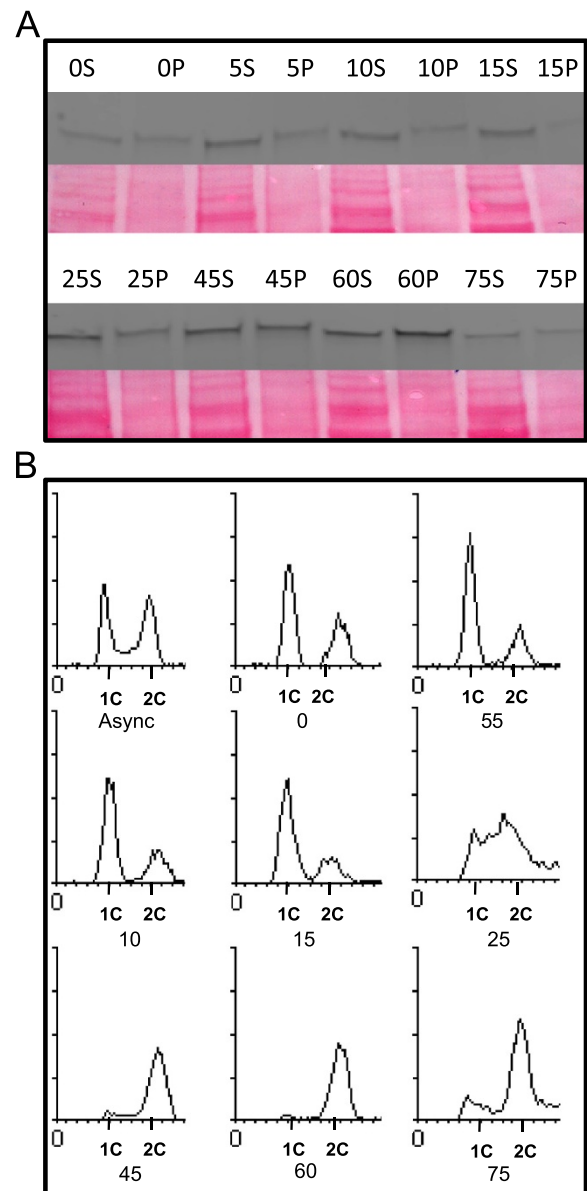 A
0S 0P 5S 5P 10S 10P 15S 15P
25S 25P 45S 45P 60S 60P 75S 75P
B
0 1C 2C 0 1C 2C 0 1C 2C
Async 0 55
0 1C 2C 0 1C 2C 0 1C 2C
10 15 25
0 1C 2C 0 1C 2C 0 1C 2C
45 60 75